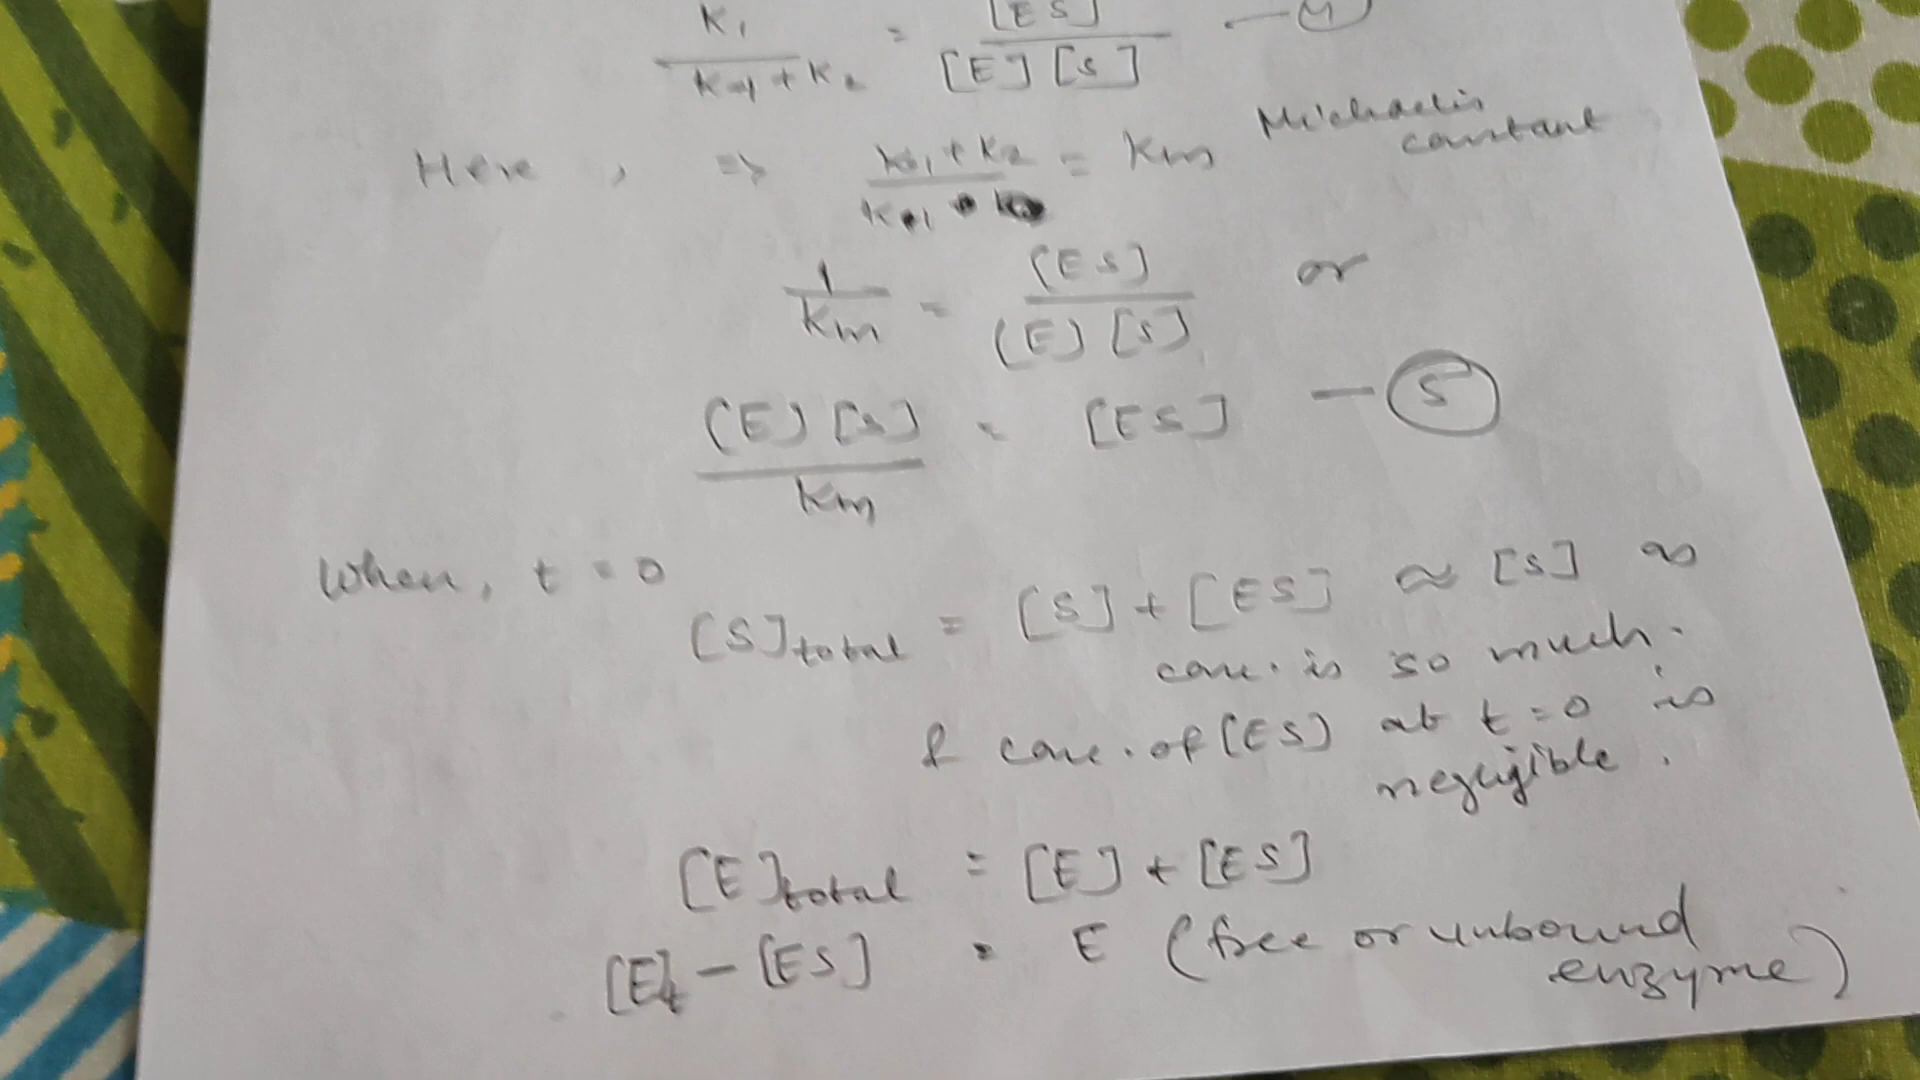 K1 / K-1 + K2 = [ES] / [E] [S] — 4
Here, => K-1 + K2 / K1 = Km Michaelis constant
1 / Km = [ES] / [E] [S] or
[E] [S] / Km = [ES] — 5
When, t = 0
[S]total = [S] + [ES] ≈ [S] as
conc. is so much.
& conc. of [ES] at t = 0 is
negligible.
[E]total = [E] + [ES]
[E]t - [ES] = E (free or unbound
enzyme)